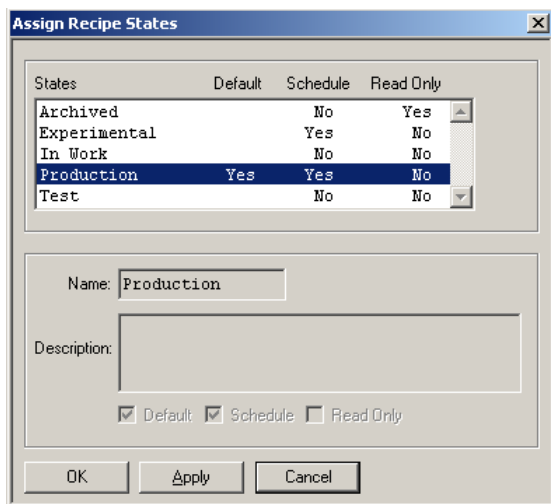 Assign Recipe States
States Default Schedule Read Only
Archived No Yes
Experimental Yes No
In Work No No
Production Yes Yes No
Test No No
Name: Production
Description:
Default Schedule Read Only
OK Apply Cancel